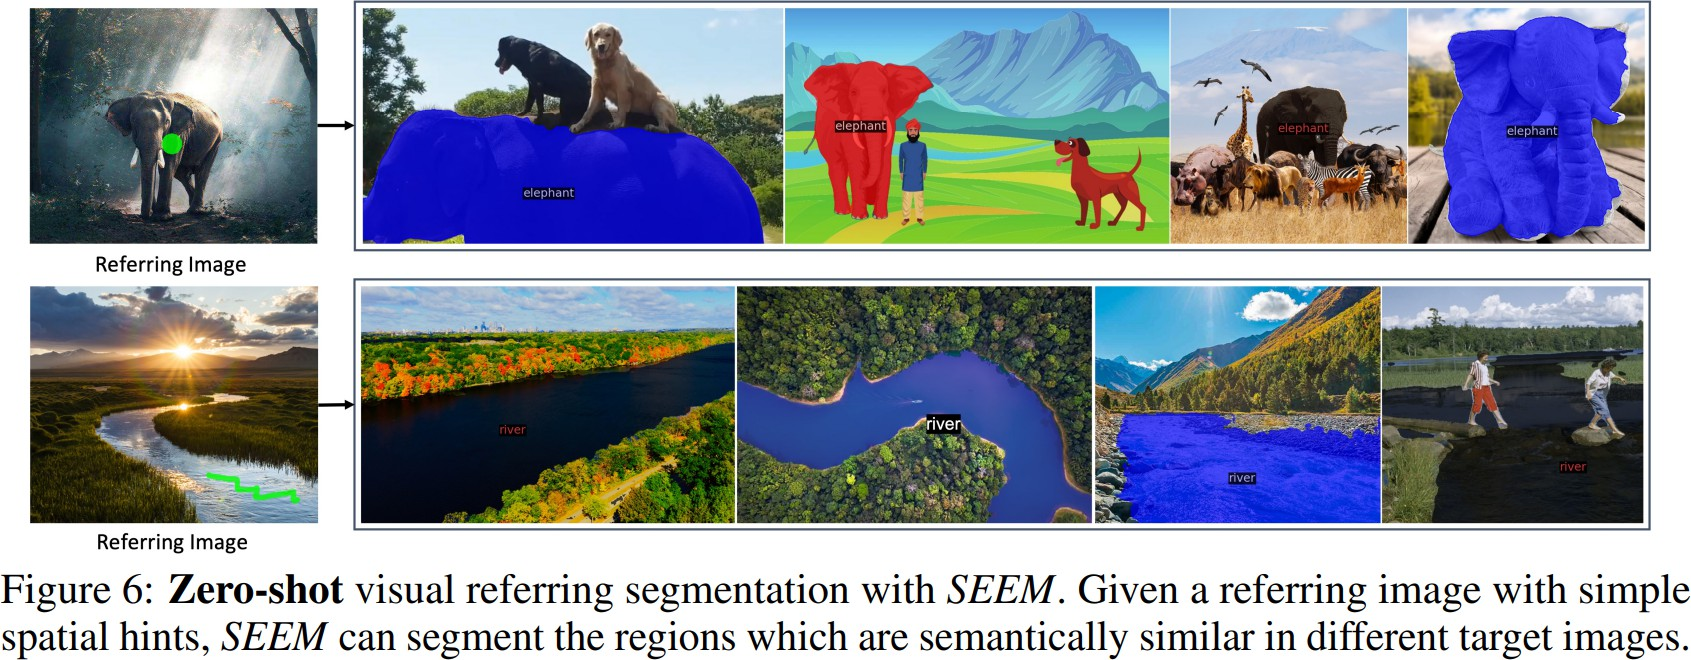 elephant
elephant
elephant
elephant
Referring Image
river
river
river
river
Referring Image
Figure 6: Zero-shot visual referring segmentation with SEEM. Given a referring image with simple
spatial hints, SEEM can segment the regions which are semantically similar in different target images.